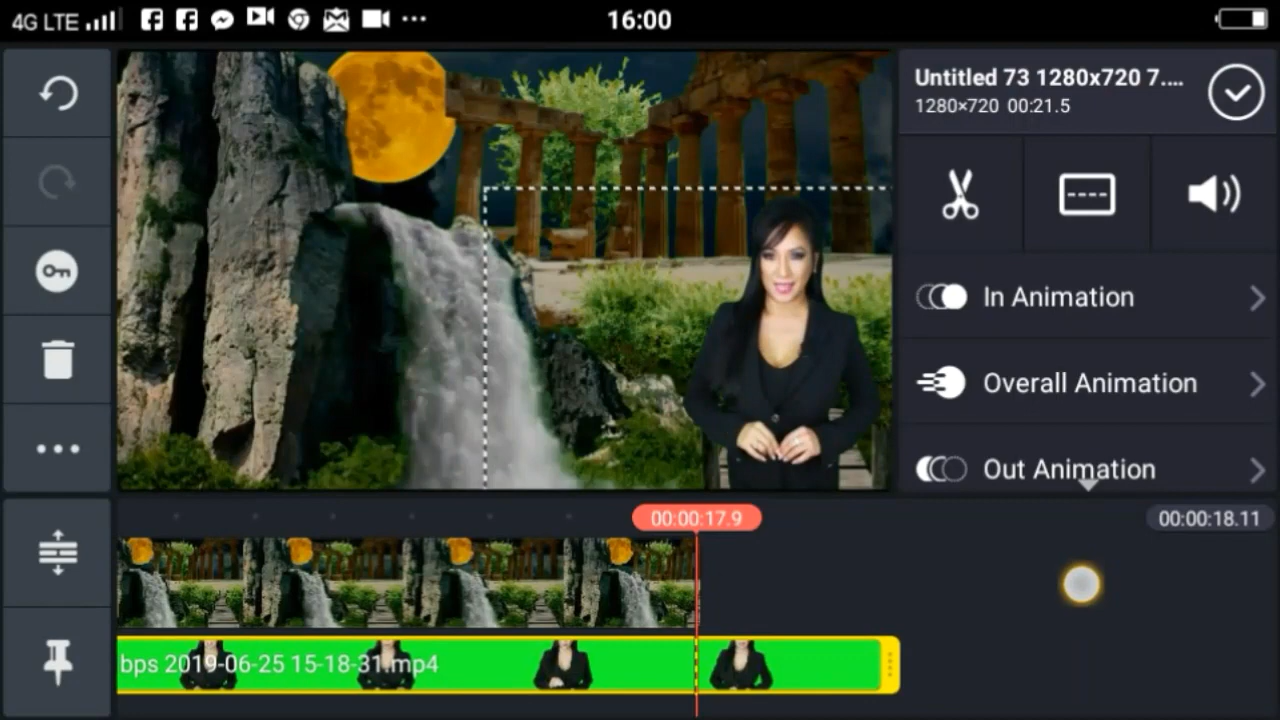 4G LTE 16:00
Untitled 73 1280x720 7....
1280×720 00:21.5
In Animation
Overall Animation
Out Animation
00:00:17.9
00:00:18.11
bps 2019-06-25 15-18-31.mp4